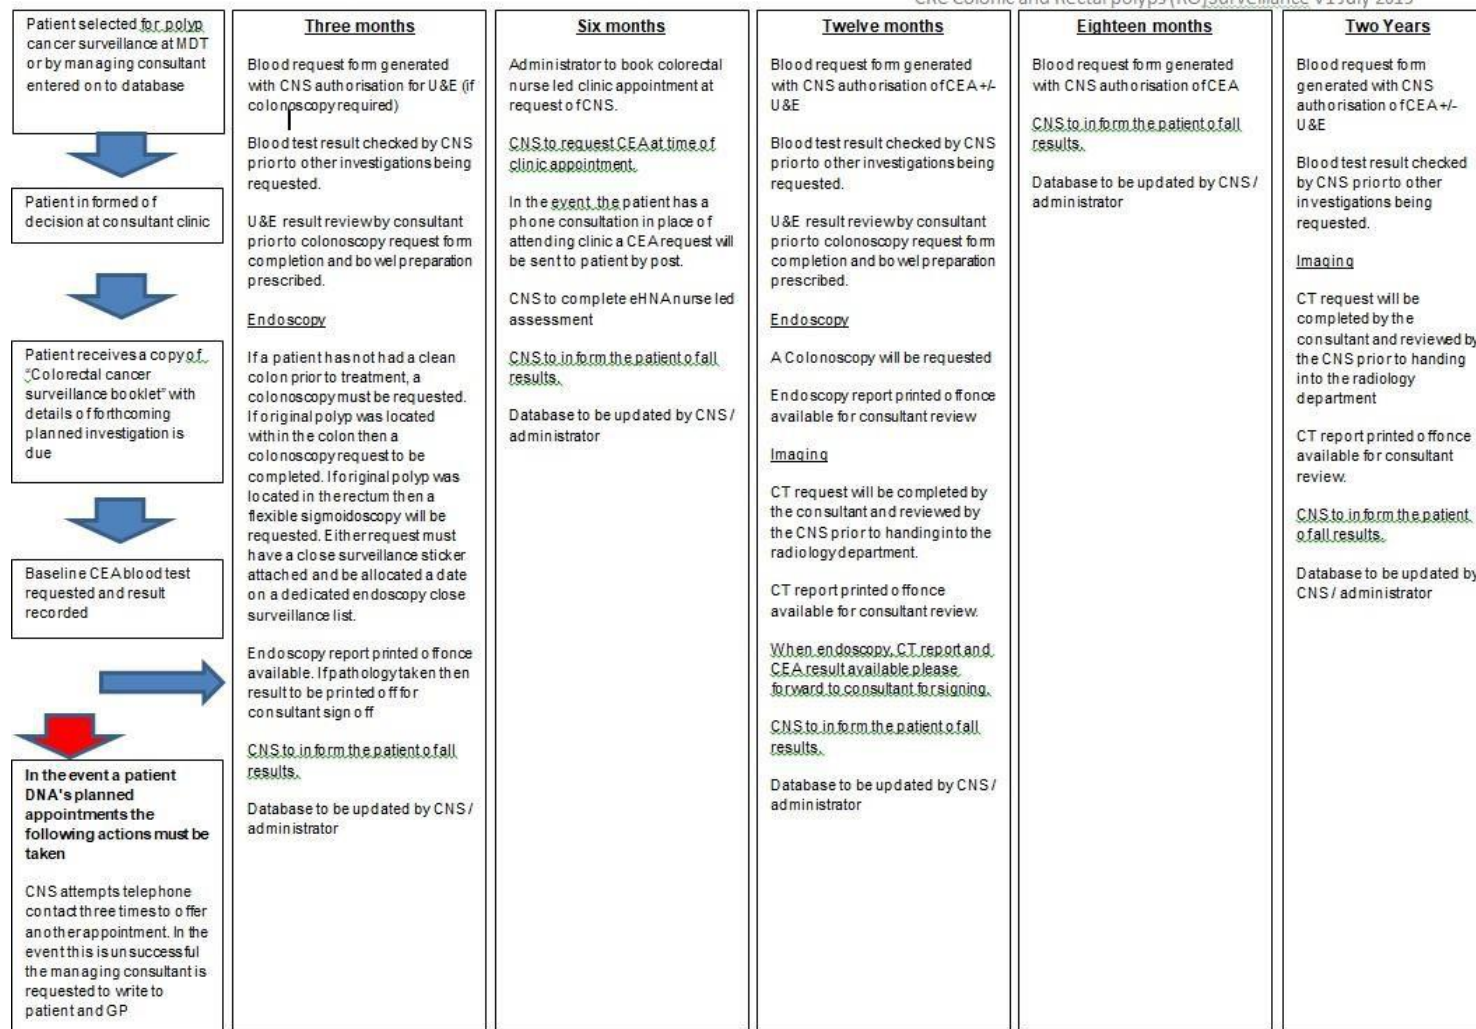 CRC Colonic and Rectal polyps (RO)Surveillance V1 July 2019
Patient selected for polyp
cancer surveillance at MDT
or by managing consultant
entered on to database
Patient informed of
decision at consultant clinic
Patient receives a copy of
"Colorectal cancer
surveillance booklet" with
details of forthcoming
planned investigation is
due
Baseline CEA blood test
requested and result
recorded
In the event a patient
DNA's planned
appointments the
following actions must be
taken
CNS attempts telephone
contact three times to offer
another appointment. In the
event this is unsuccessful
the managing consultant is
requested to write to
patient and GP
Three months
Blood request form generated
with CNS authorisation for U&E (if
colonoscopy required)
Blood test result checked by CNS
prior to other investigations being
requested.
U&E result review by consultant
prior to colonoscopy request form
completion and bowel preparation
prescribed.
Endoscopy
If a patient has not had a clean
colon prior to treatment, a
colonoscopy must be requested.
If original polyp was located
within the colon then a
colonoscopy request to be
completed. If original polyp was
located in the rectum then a
flexible sigmoidoscopy will be
requested. Either request must
have a close surveillance sticker
attached and be allocated a date
on a dedicated endoscopy close
surveillance list.
Endoscopy report printed off once
available. If pathology taken then
result to be printed off for
consultant sign off
CNS to inform the patient of all
results.
Database to be updated by CNS /
administrator
Six months
Administrator to book colorectal
nurse led clinic appointment at
request of CNS.
CNS to request CEA at time of
clinic appointment.
In the event the patient has a
phone consultation in place of
attending clinic a CEA request will
be sent to patient by post.
CNS to complete eHNA nurse led
assessment
CNS to inform the patient of all
results.
Database to be updated by CNS /
administrator
Twelve months
Blood request form generated
with CNS authorisation of CEA +/-
U&E
Blood test result checked by CNS
prior to other investigations being
requested.
U&E result review by consultant
prior to colonoscopy request form
completion and bowel preparation
prescribed.
Endoscopy
A Colonoscopy will be requested
Endoscopy report printed off once
available for consultant review
Imaging
CT request will be completed by
the consultant and reviewed by
the CNS prior to handing into the
radiology department.
CT report printed off once
available for consultant review.
When endoscopy, CT report and
CEA result available please
forward to consultant for signing.
CNS to inform the patient of all
results.
Database to be updated by CNS /
administrator
Eighteen months
Blood request form generated
with CNS authorisation of CEA
CNS to inform the patient of all
results.
Database to be updated by CNS /
administrator
Two Years
Blood request form
generated with CNS
authorisation of CEA +/-
U&E
Blood test result checked
by CNS prior to other
investigations being
requested.
Imaging
CT request will be
completed by the
consultant and reviewed by
the CNS prior to handing
into the radiology
department
CT report printed off once
available for consultant
review.
CNS to inform the patient
of all results.
Database to be updated by
CNS / administrator